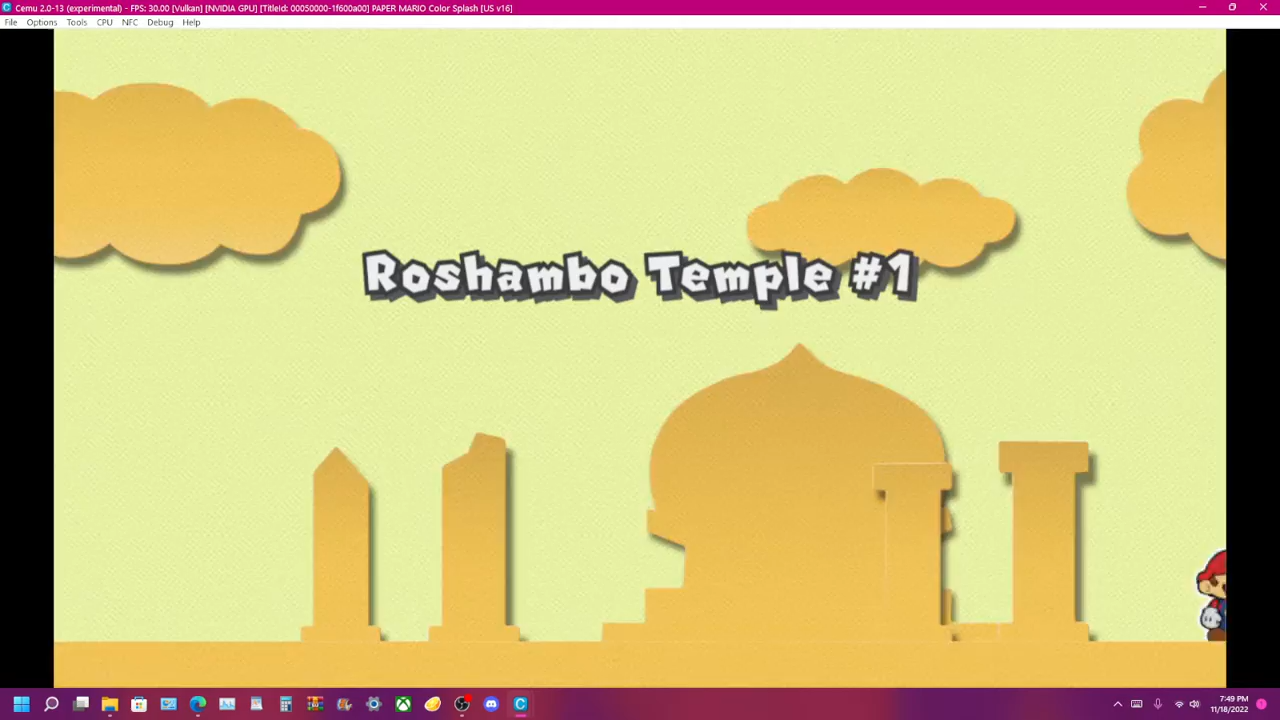 Cemu 2.0-13 (experimental) - FPS: 30.00 [Vulkan] [NVIDIA GPU] [TitleId: 00050000-1f600a00] PAPER MARIO Color Splash [US v16]
File Options Tools CPU NFC Debug Help
Roshambo Temple #1
7:49 PM
11/18/2022